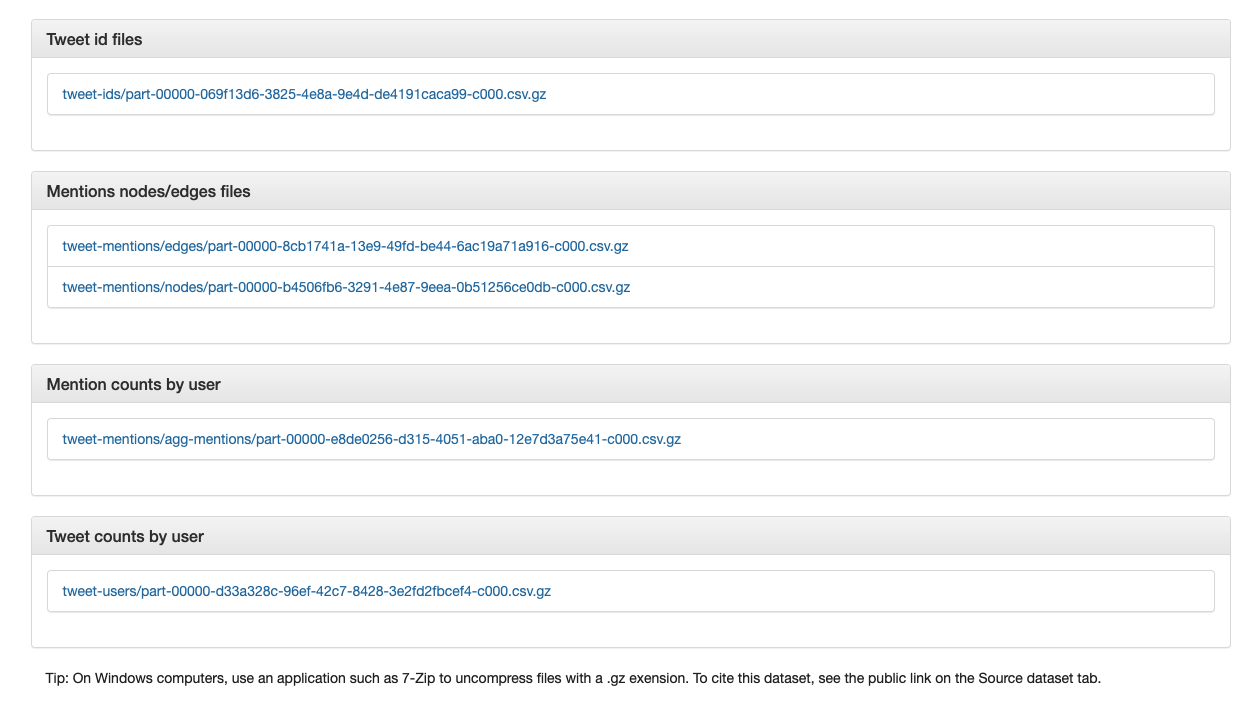 Tweet id files
tweet-ids/part-00000-069f13d6-3825-4e8a-9e4d-de4191caca99-c000.csv.gz
Mentions nodes/edges files
tweet-mentions/edges/part-00000-8cb1741a-13e9-49fd-be44-6ac19a71a916-c000.csv.gz
tweet-mentions/nodes/part-00000-b4506fb6-3291-4e87-9eea-0b51256ce0db-c000.csv.gz
Mention counts by user
tweet-mentions/agg-mentions/part-00000-e8de0256-d315-4051-aba0-12e7d3a75e41-c000.csv.gz
Tweet counts by user
tweet-users/part-00000-d33a328c-96ef-42c7-8428-3e2fd2fbcef4-c000.csv.gz
Tip: On Windows computers, use an application such as 7-Zip to uncompress files with a .gz exension. To cite this dataset, see the public link on the Source dataset tab.